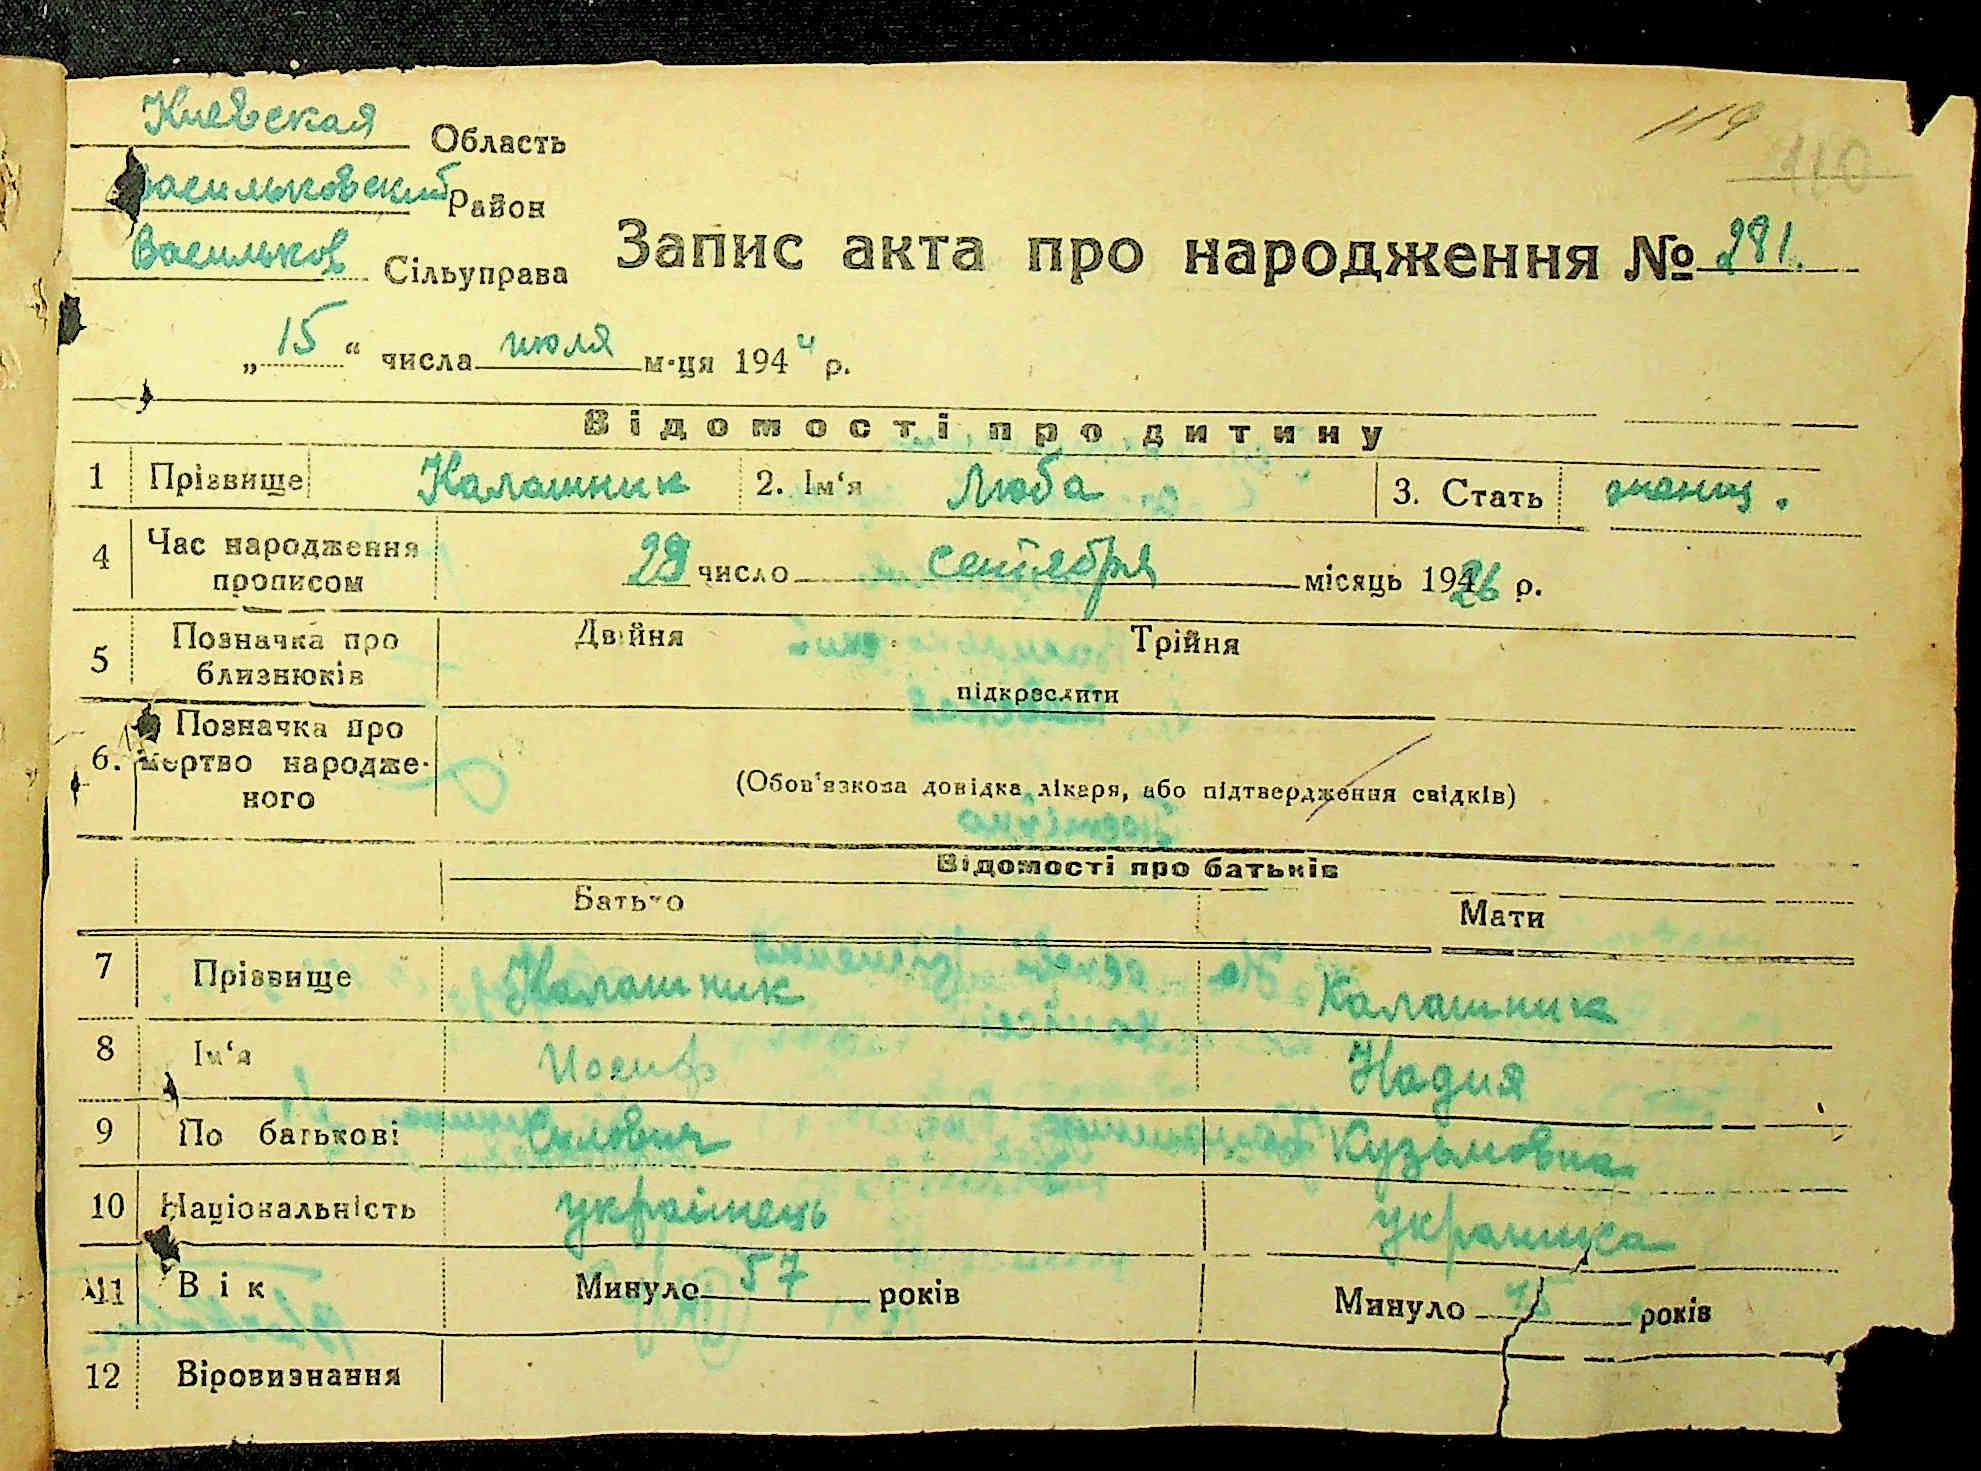 119
110
Киевская Область
Васильковский Район
Васильков Сільуправа
Запис акта про народження № 281.
„15“ числа июля м-ця 1944 р.
Відомості про дитину
1 Прізвище Калашник 2. Ім‘я Люба 3. Стать женщ.
4 Час народження прописом 29 число сентября місяць 1926 р.
5 Позначка про близнюків Двійня Трійня
підкреслити
6. Позначка про мертво народженого
(Обов'язкова довідка лікаря, або підтвердження свідків)
Відомості про батьків
Батько Мати
7 Прізвище Калашник Калашник
8 Ім‘я Иосиф Надия
9 По батькові Силович Кузьмовна
10 Національність українець украинка
11 Вік Минуло 57 років Минуло років
12 Віровизнання